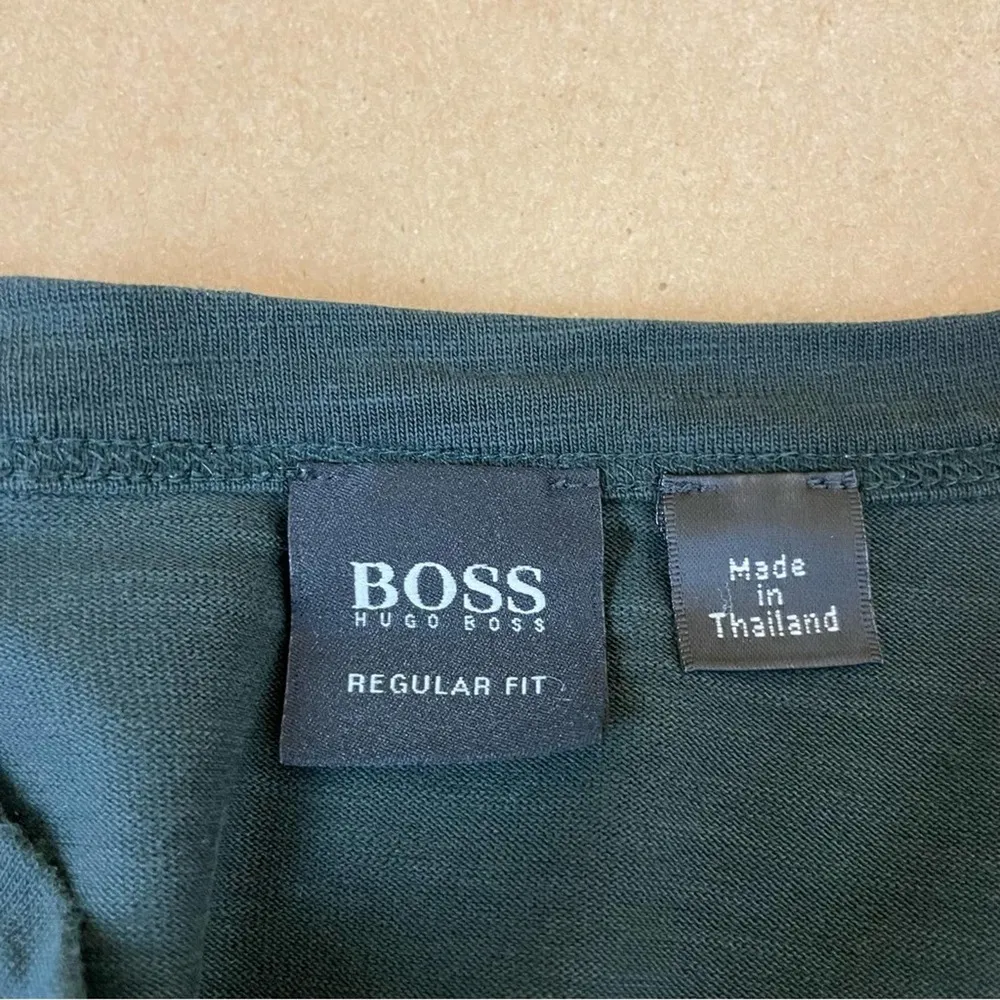 BOSS
HUGO BOSS
REGULAR FIT
Made
in
Thailand